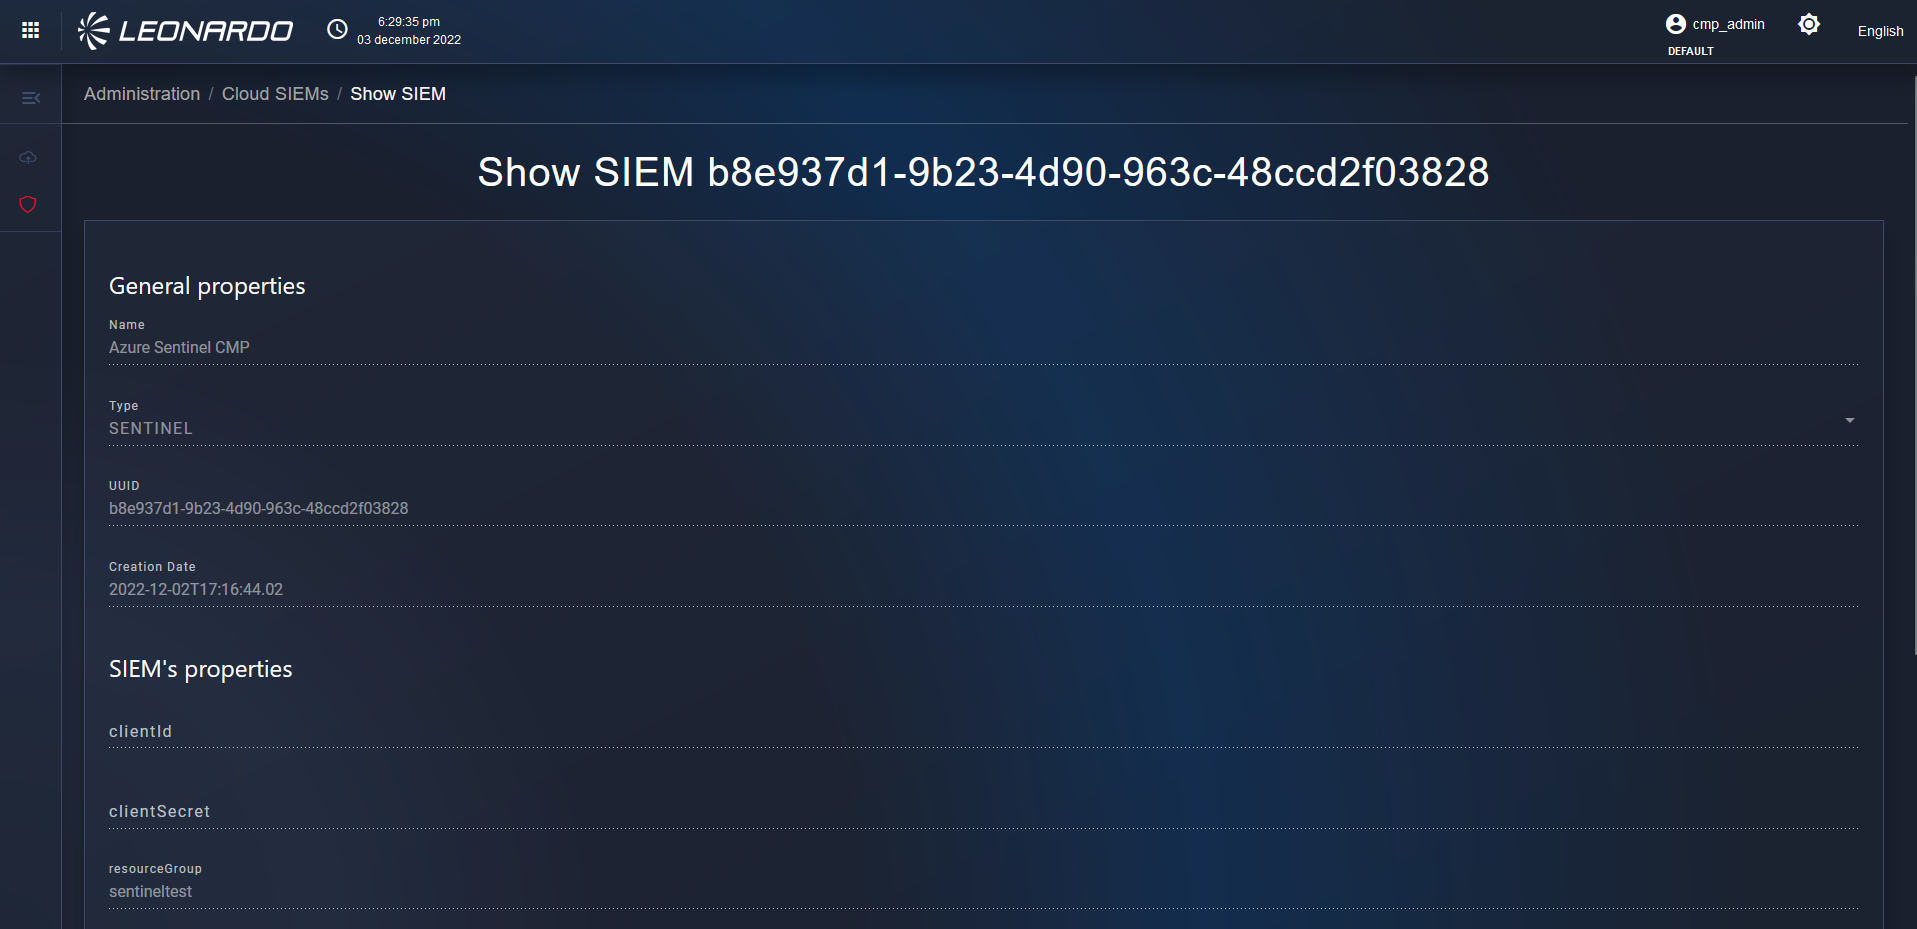 LEONARDO
6:29:35 pm
03 december 2022
cmp_admin
DEFAULT
English
Administration / Cloud SIEMs / Show SIEM
Show SIEM b8e937d1-9b23-4d90-963c-48ccd2f03828
General properties
Name
Azure Sentinel CMP
Type
SENTINEL
UUID
b8e937d1-9b23-4d90-963c-48ccd2f03828
Creation Date
2022-12-02T17:16:44.02
SIEM's properties
clientId
clientSecret
resourceGroup
sentineltest